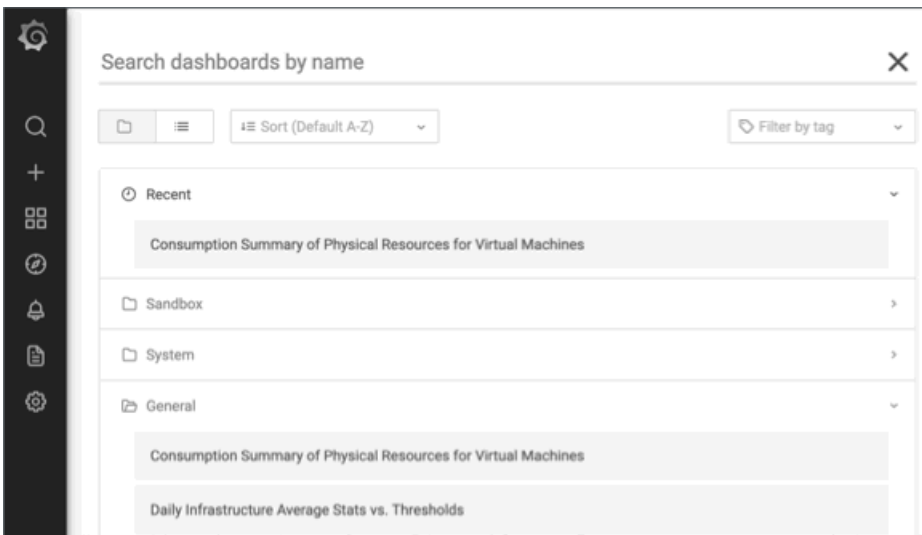 Search dashboards by name
Sort (Default A-Z)
Filter by tag
Recent
Consumption Summary of Physical Resources for Virtual Machines
Sandbox
System
General
Consumption Summary of Physical Resources for Virtual Machines
Daily Infrastructure Average Stats vs. Thresholds